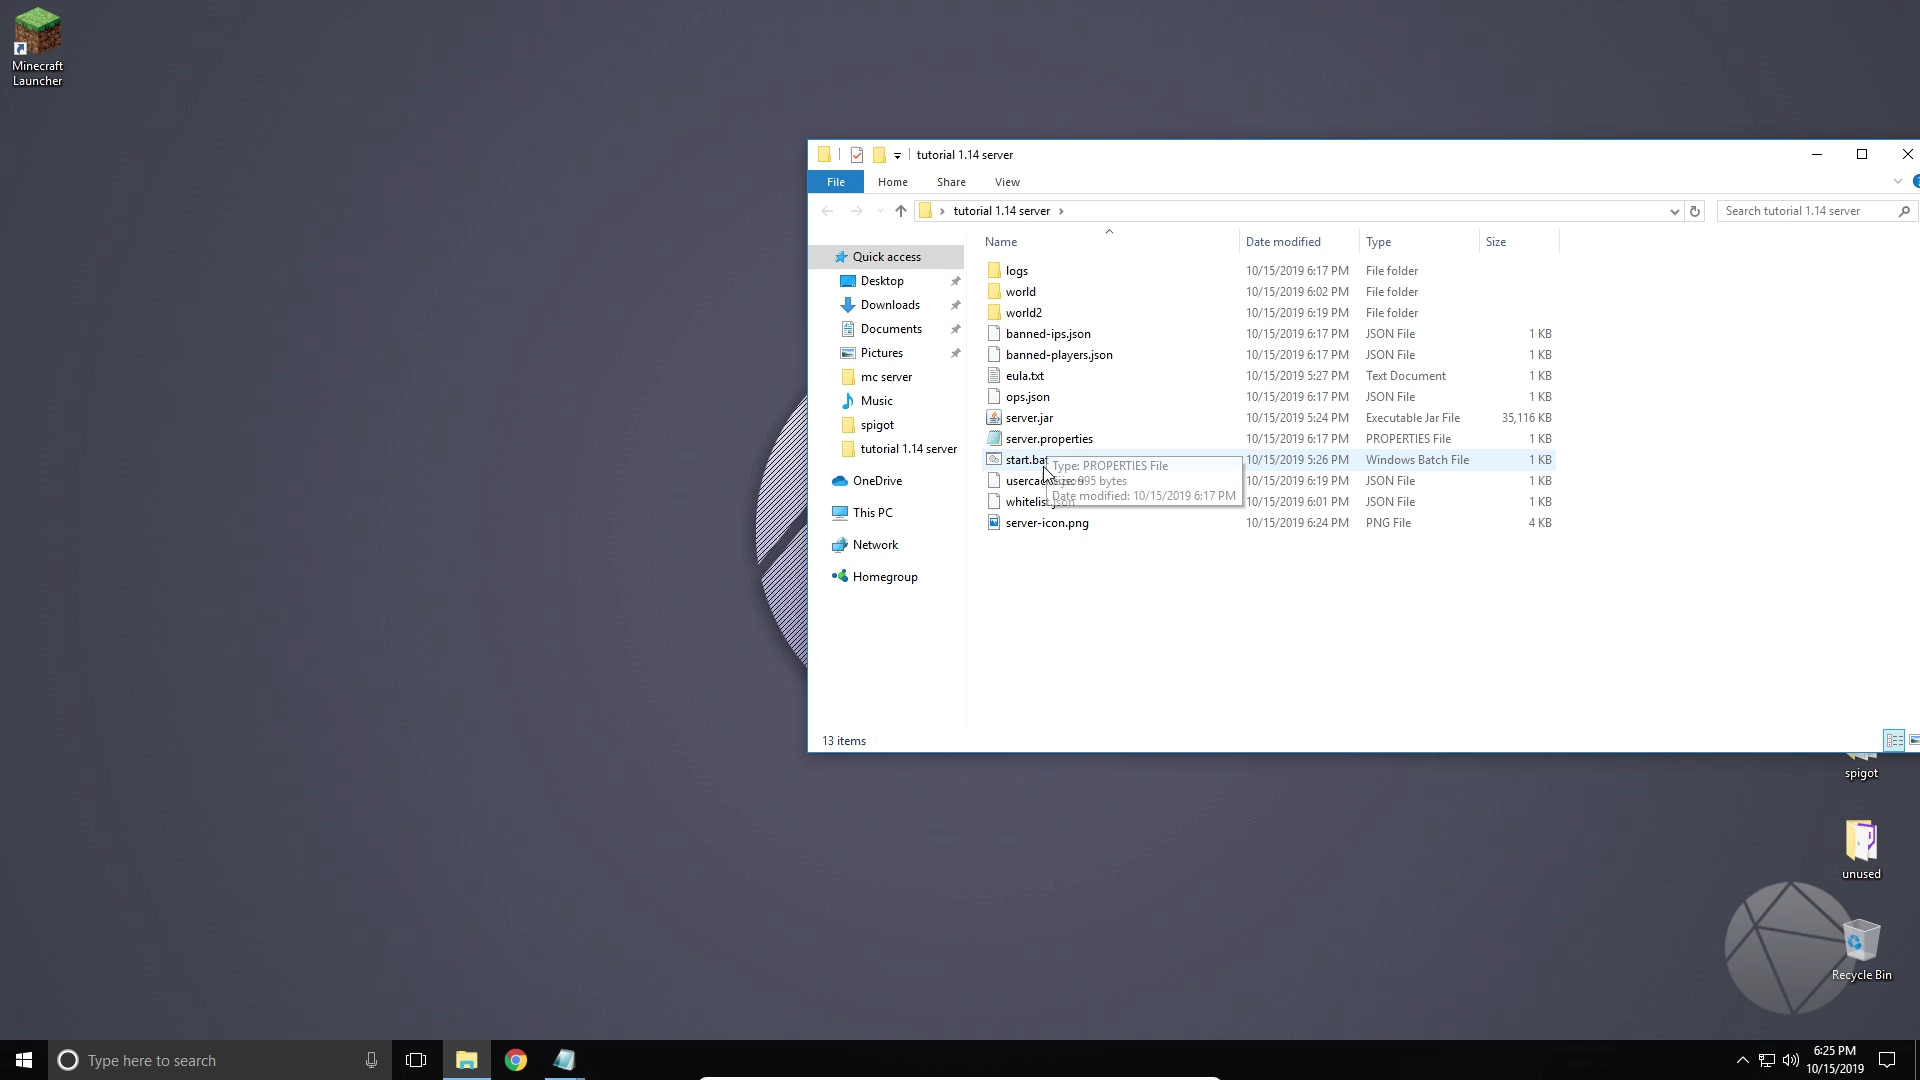 Minecraft
Launcher
tutorial 1.14 server
File Home Share View
tutorial 1.14 server
Search tutorial 1.14 server
Name Date modified Type Size
Quick access
Desktop
Downloads
Documents
Pictures
mc server
Music
spigot
tutorial 1.14 server
OneDrive
This PC
Network
Homegroup
logs 10/15/2019 6:17 PM File folder
world 10/15/2019 6:02 PM File folder
world2 10/15/2019 6:19 PM File folder
banned-ips.json 10/15/2019 6:17 PM JSON File 1 KB
banned-players.json 10/15/2019 6:17 PM JSON File 1 KB
eula.txt 10/15/2019 5:27 PM Text Document 1 KB
ops.json 10/15/2019 6:17 PM JSON File 1 KB
server.jar 10/15/2019 5:24 PM Executable Jar File 35,116 KB
server.properties 10/15/2019 6:17 PM PROPERTIES File 1 KB
start.bat 10/15/2019 5:26 PM Windows Batch File 1 KB
10/15/2019 6:19 PM JSON File 1 KB
whitelist.json 10/15/2019 6:01 PM JSON File 1 KB
server-icon.png 10/15/2019 6:24 PM PNG File 4 KB
Type: PROPERTIES File
995 bytes
Date modified: 10/15/2019 6:17 PM
13 items
spigot
unused
Recycle Bin
Type here to search
6:25 PM
10/15/2019